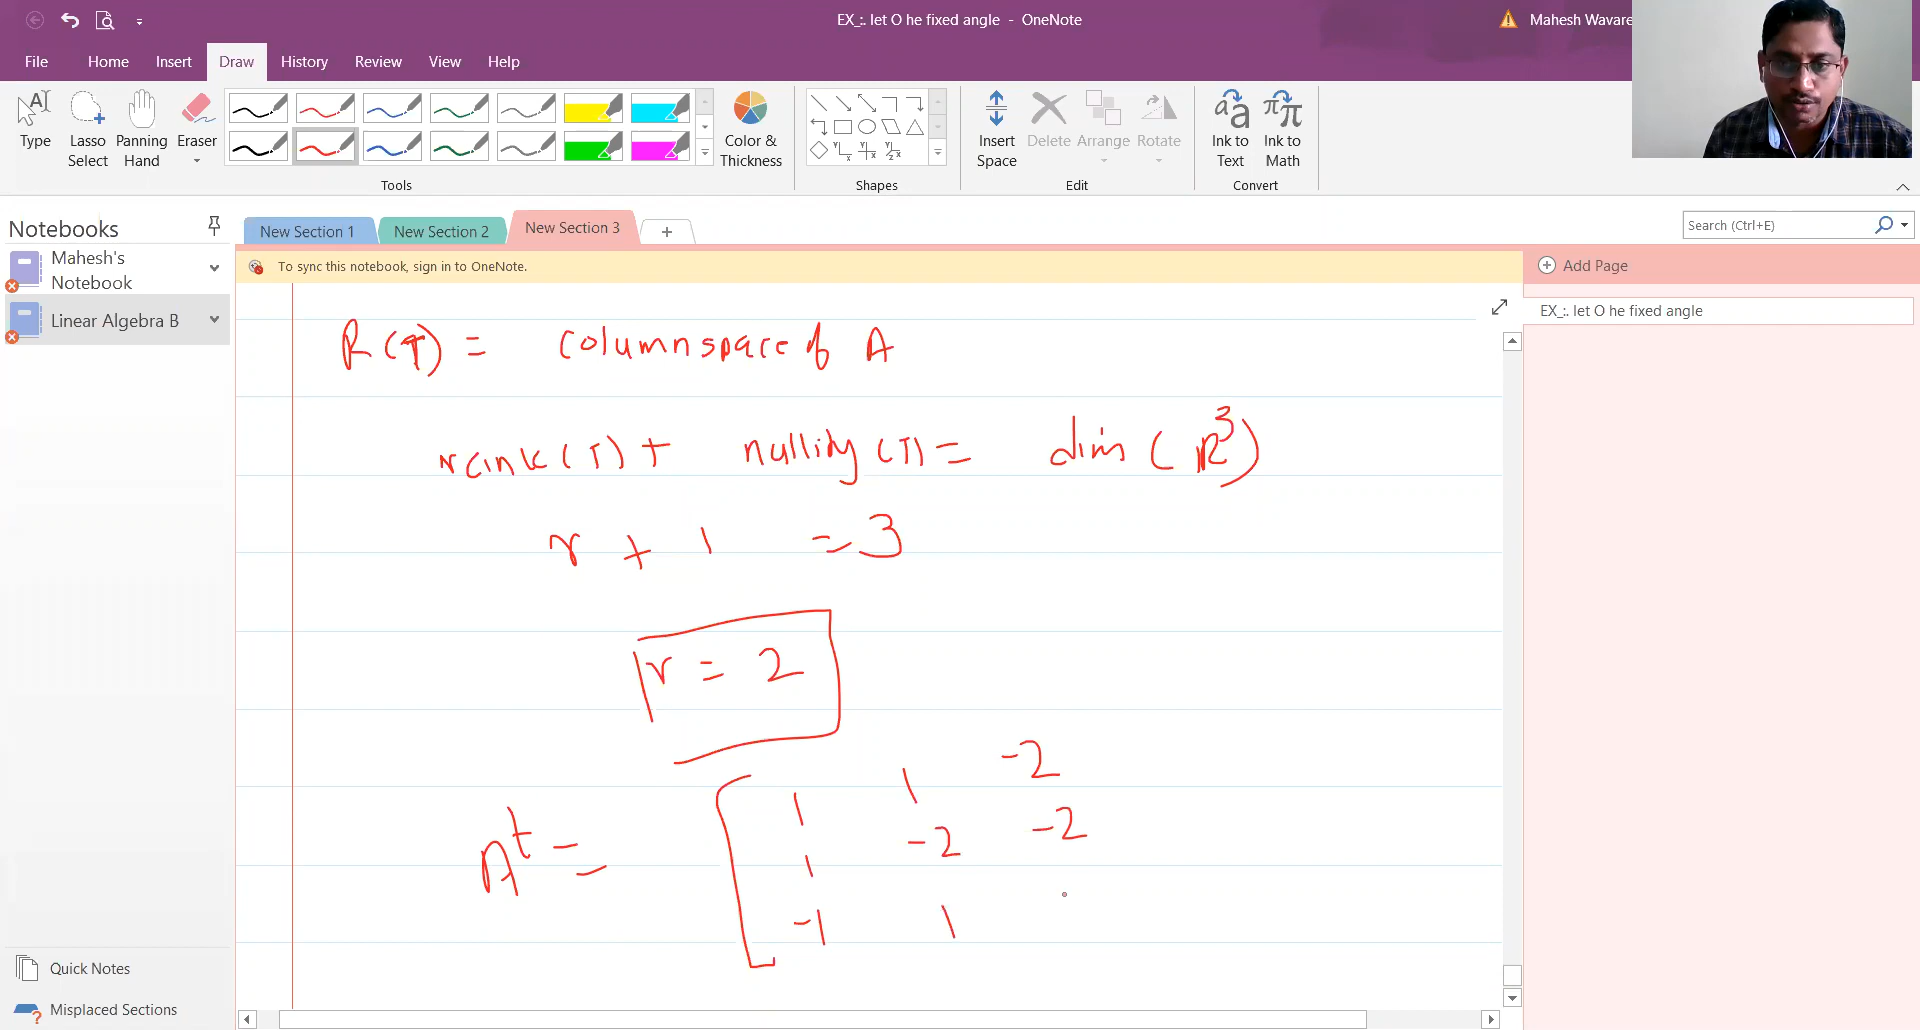 EX_:. let O he fixed angle - OneNote
Mahesh Wavare
File Home Insert Draw History Review View Help
Type
Lasso Select
Panning Hand
Eraser
Color & Thickness
Insert Space
Delete
Arrange
Rotate
Ink to Text
Ink to Math
Tools
Shapes
Edit
Convert
Notebooks
New Section 1
New Section 2
New Section 3
+
Search (Ctrl+E)
Mahesh's Notebook
Linear Algebra B
To sync this notebook, sign in to OneNote.
Add Page
EX_:. let O he fixed angle
R(T) = column space of A
rank(T) + nullity(T) = dim(R³)
r + 1 = 3
r = 2
Aᵗ = [ 1 1 -2
1 -2 -2
-1 1
Quick Notes
Misplaced Sections